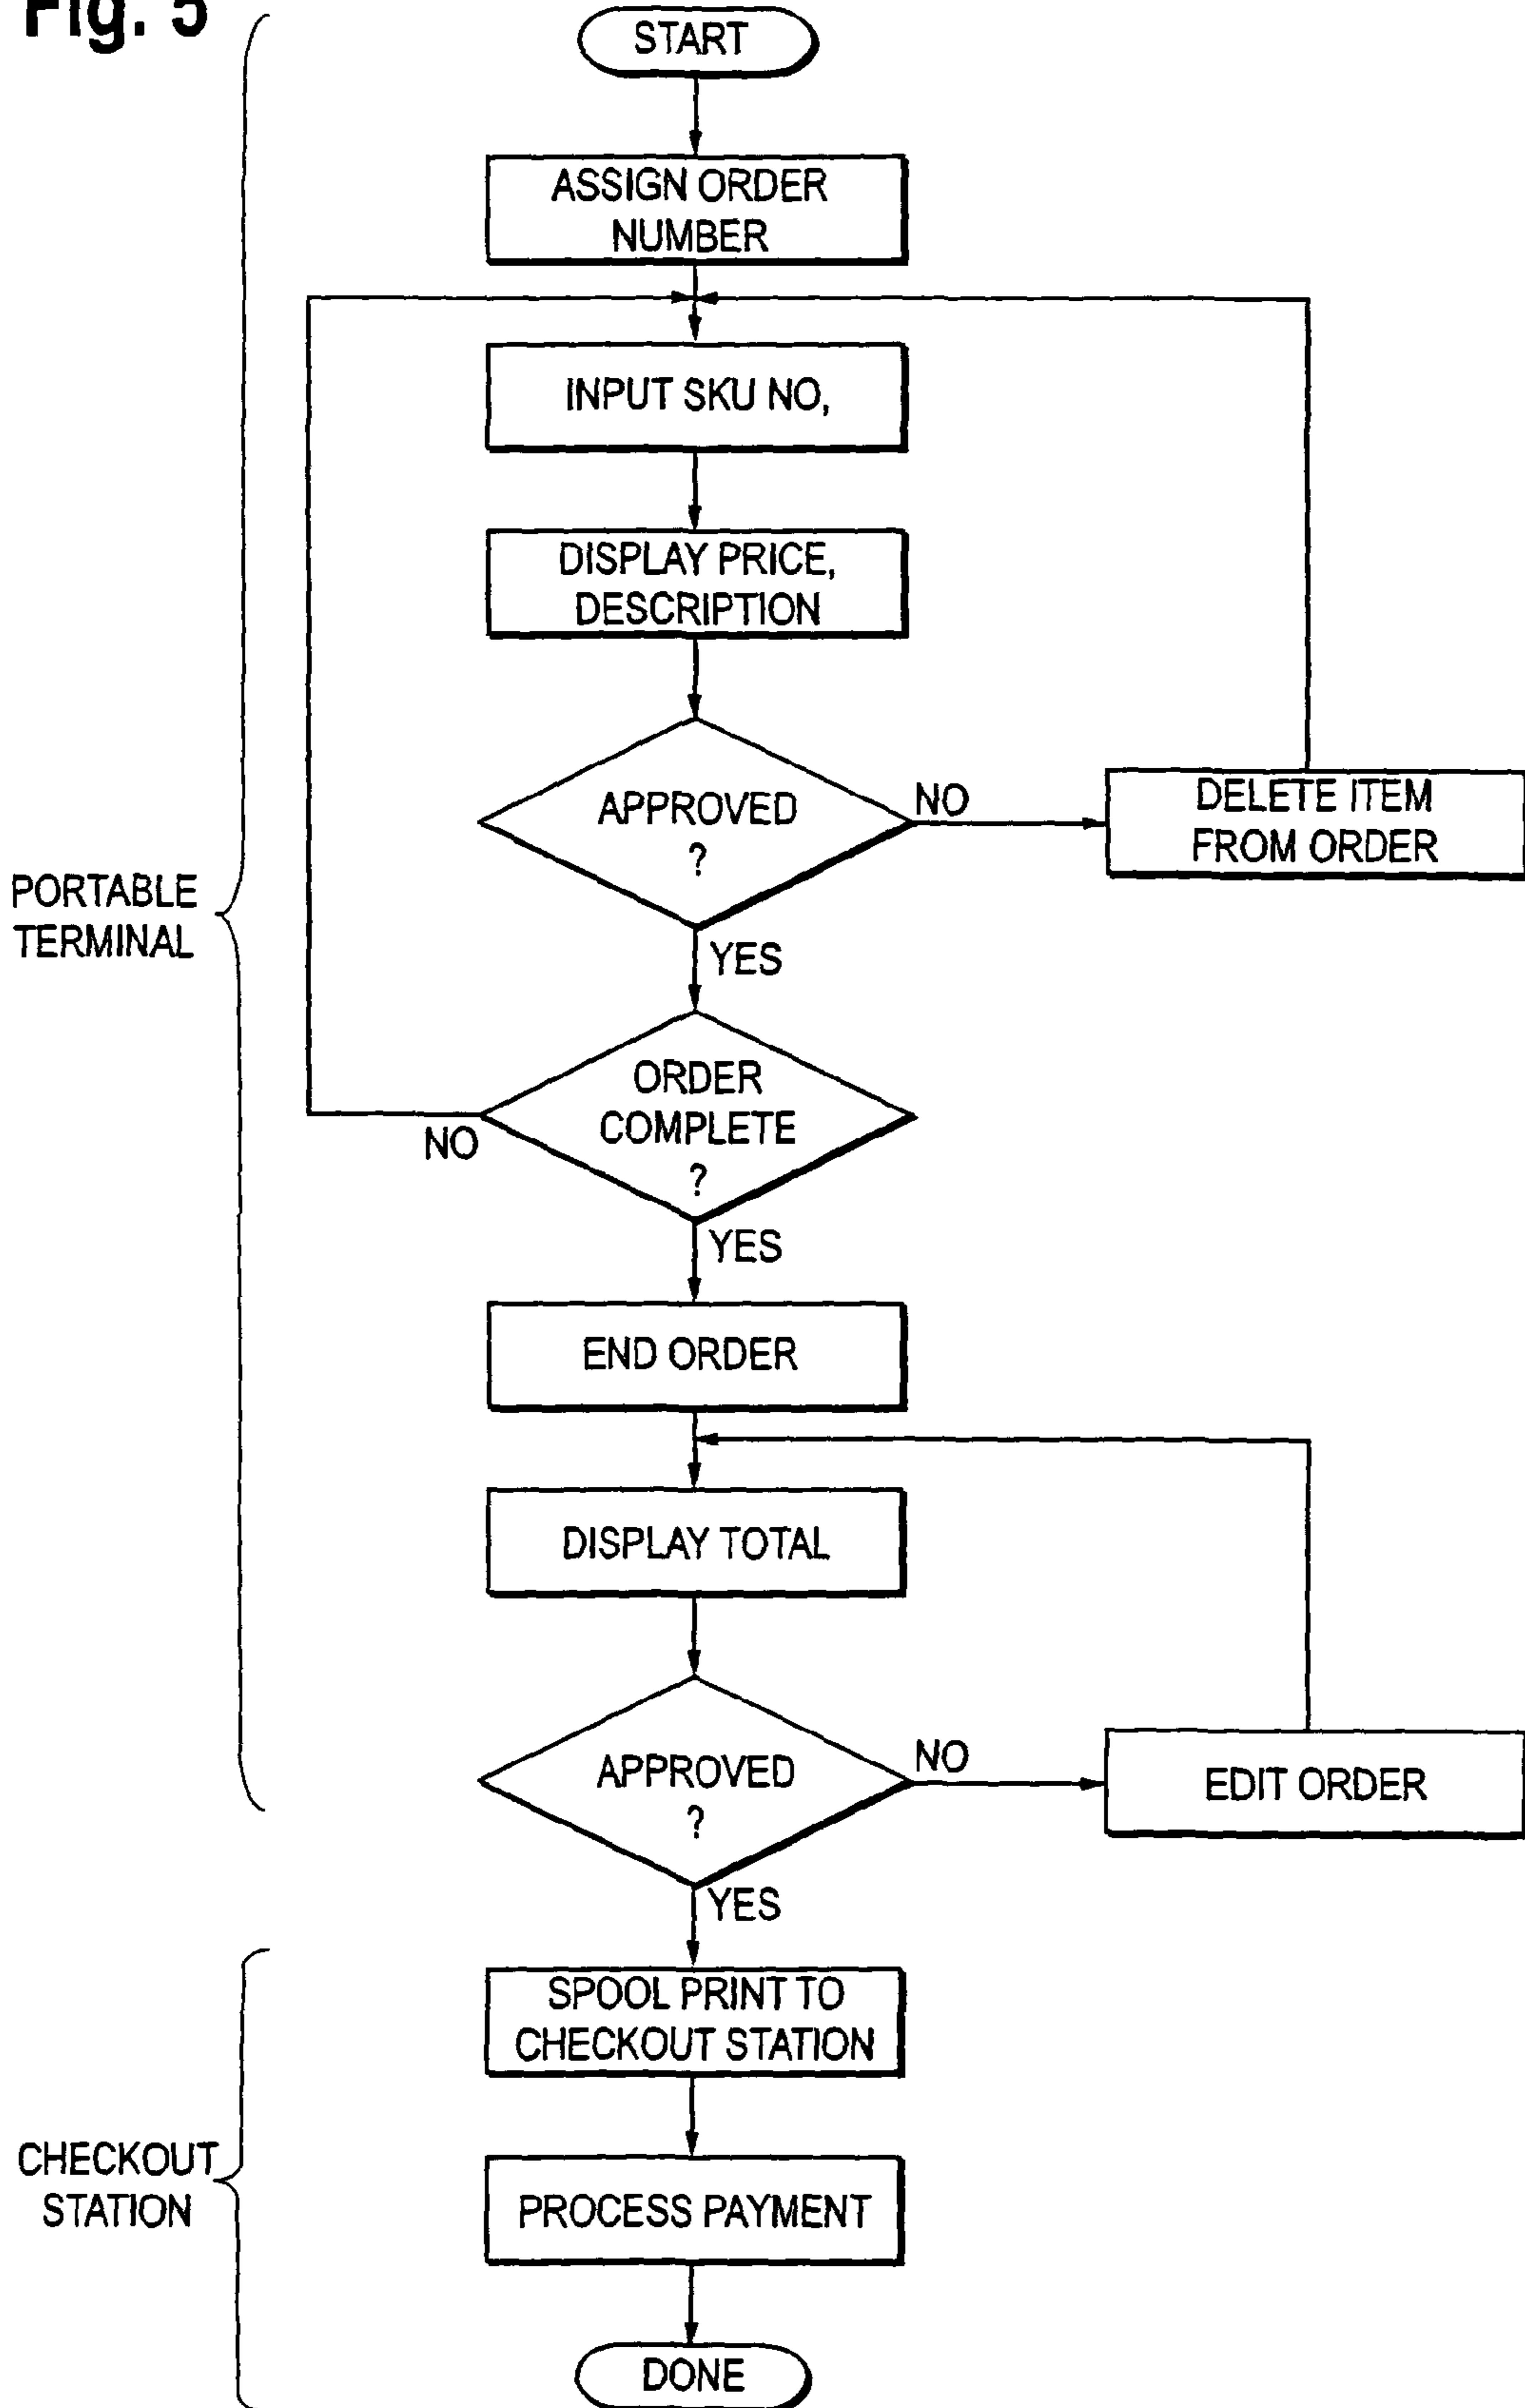 Fig. 5
START
ASSIGN ORDER
NUMBER
INPUT SKU NO,
DISPLAY PRICE,
DESCRIPTION
APPROVED
?
NO
DELETE ITEM
FROM ORDER
PORTABLE
TERMINAL
YES
ORDER
COMPLETE
?
NO
YES
END ORDER
DISPLAY TOTAL
APPROVED
?
NO
EDIT ORDER
YES
SPOOL PRINT TO
CHECKOUT STATION
CHECKOUT
STATION
PROCESS PAYMENT
DONE